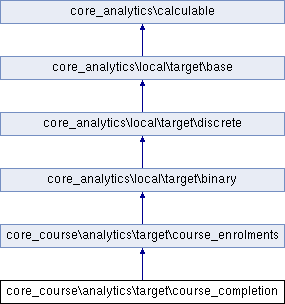 core_analytics\calculable
core_analytics\local\target\base
core_analytics\local\target\discrete
core_analytics\local\target\binary
core_course\analytics\target\course_enrolments
core_course\analytics\target\course_completion